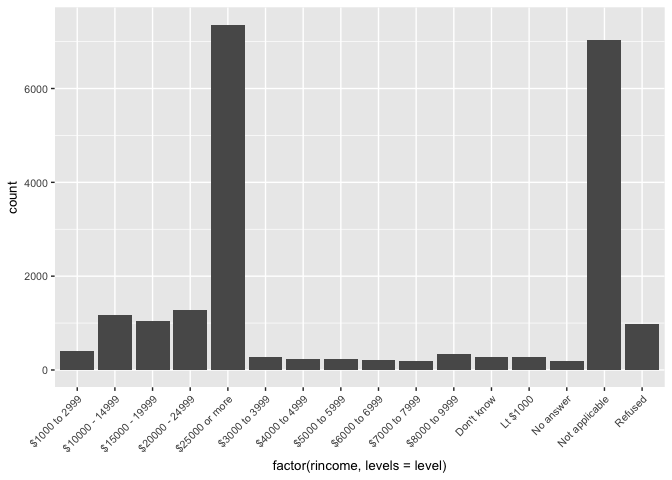 6000
4000
2000
0
count
$1000 to 2999
$10000 - 14999
$15000 - 19999
$20000 - 24999
$25000 or more
$3000 to 3999
$4000 to 4999
$5000 to 5999
$6000 to 6999
$7000 to 7999
$8000 to 9999
Don't know
Lt $1000
No answer
Not applicable
Refused
factor(rincome, levels = level)